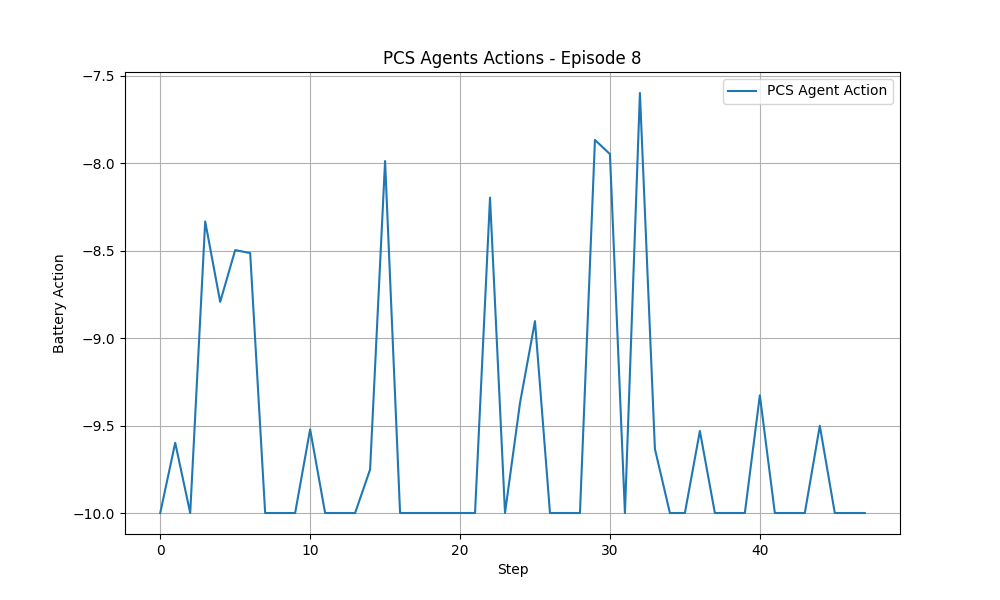 PCS Agents Actions - Episode 8
PCS Agent Action
Battery Action
−7.5
−8.0
−8.5
−9.0
−9.5
−10.0
0 10 20 30 40
Step